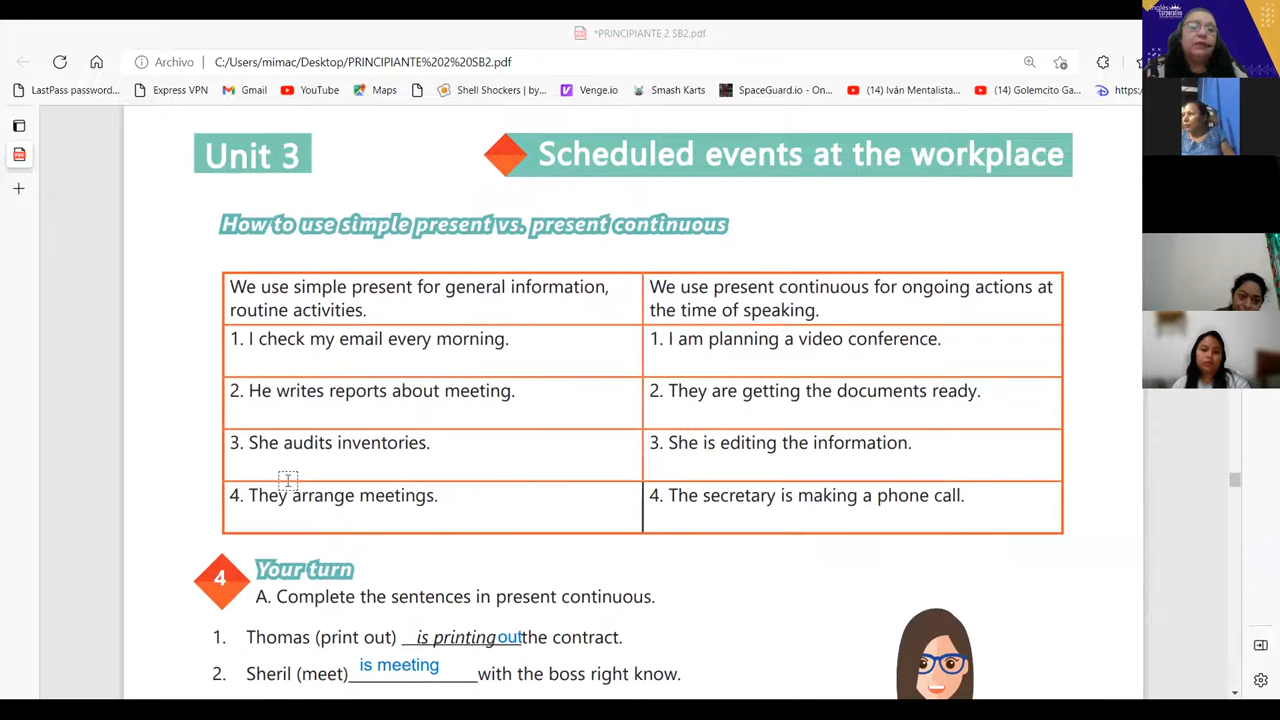 *PRINCIPIANTE 2 SB2.pdf
Archivo C:/Users/mimac/Desktop/PRINCIPIANTE%202%20SB2.pdf
LastPass password... Express VPN Gmail YouTube Maps Shell Shockers | by... Venge.io Smash Karts SpaceGuard.io - On... (14) Iván Mentalista... (14) Golemcito Ga... https:
Inglés
Corporativo
Unit 3
Scheduled events at the workplace
How to use simple present vs. present continuous
We use simple present for general information,
routine activities.
We use present continuous for ongoing actions at
the time of speaking.
1. I check my email every morning.
1. I am planning a video conference.
2. He writes reports about meeting.
2. They are getting the documents ready.
3. She audits inventories.
3. She is editing the information.
4. They arrange meetings.
4. The secretary is making a phone call.
4 Your turn
A. Complete the sentences in present continuous.
1. Thomas (print out) __is printing out the contract.
2. Sheril (meet) is meeting with the boss right know.